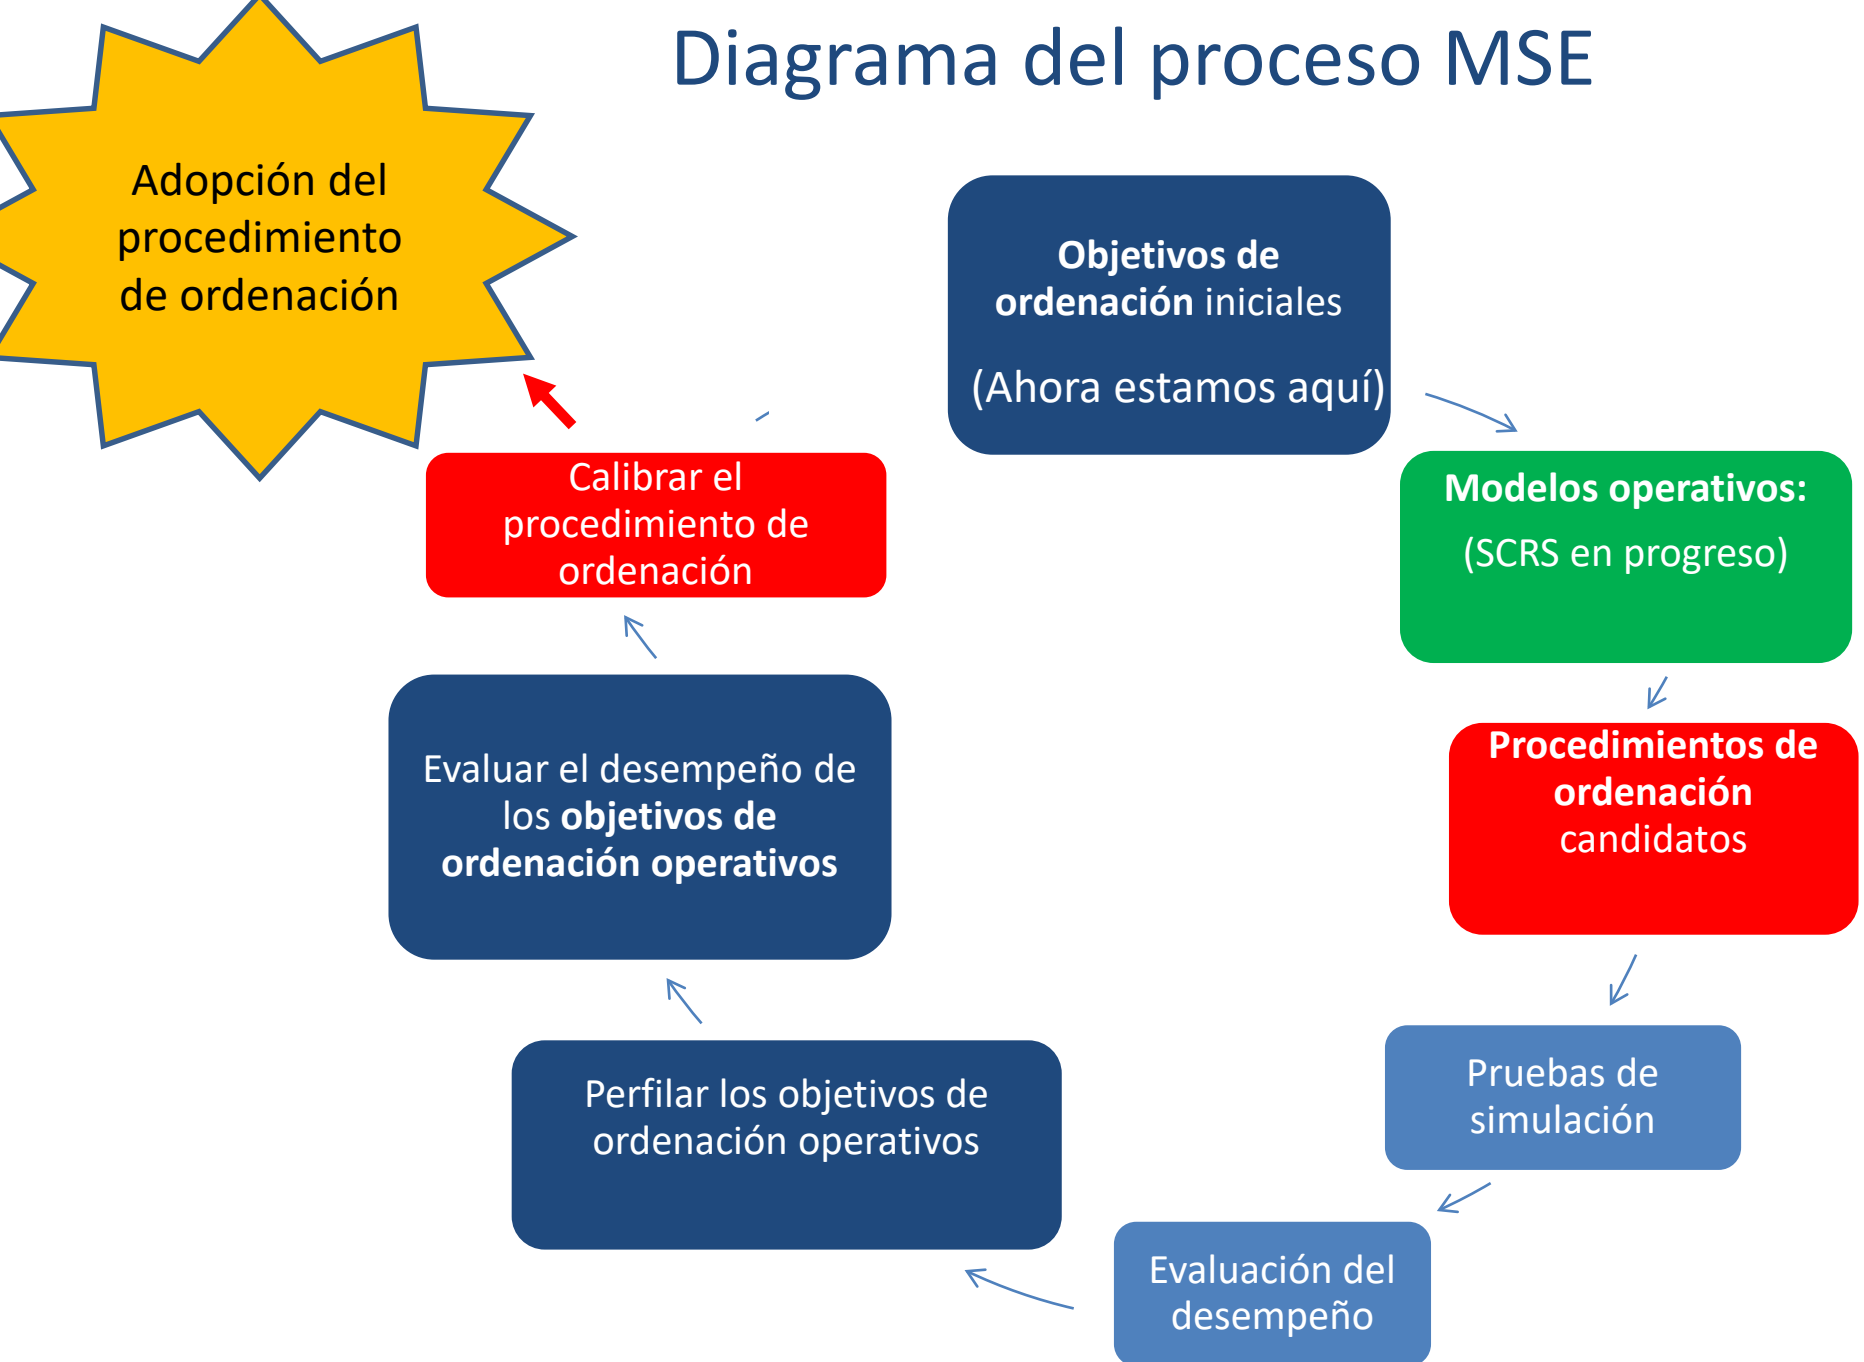 Diagrama del proceso MSE
Adopción del
procedimiento
de ordenación
Objetivos de
ordenación iniciales
(Ahora estamos aquí)
Modelos operativos:
(SCRS en progreso)
Procedimientos de
ordenación
candidatos
Pruebas de
simulación
Evaluación del
desempeño
Perfilar los objetivos de
ordenación operativos
Evaluar el desempeño de
los objetivos de
ordenación operativos
Calibrar el
procedimiento de
ordenación